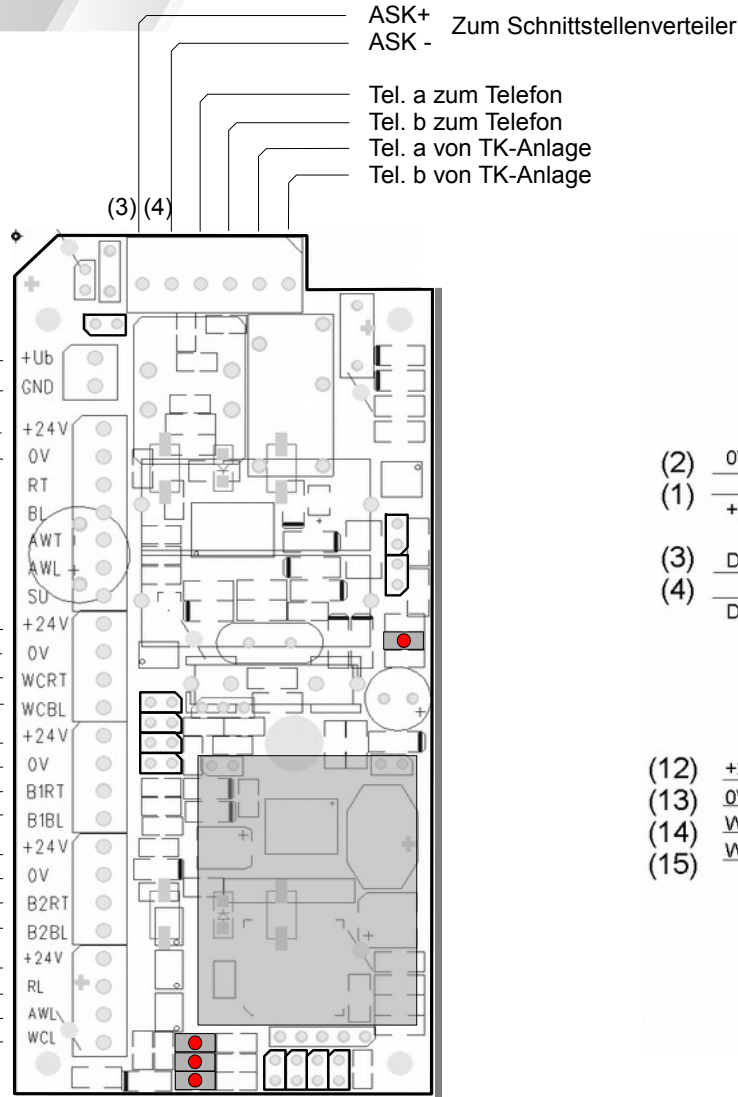 ASK+
ASK -
Zum Schnittstellenverteiler
Tel. a zum Telefon
Tel. b zum Telefon
Tel. a von TK-Anlage
Tel. b von TK-Anlage
(3) (4)
+Ub
GND
+24V
0V
RT
BL
AWT
AWL
SU
+24V
0V
WCRT
WCBL
+24V
0V
B1RT
B1BL
+24V
0V
B2RT
B2BL
+24V
RL
AWL
WCL
(2)
(1)
(3) D
(4) D
(12)
(13)
(14) W
(15) W